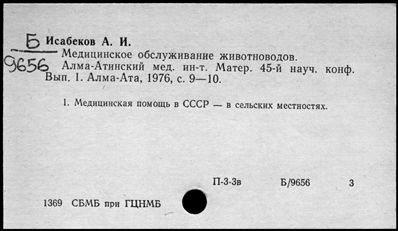 Б Исабеков А. И.
9656 Медицинское обслуживание животноводов.
Алма-Атинский мед. ин-т. Матер. 45-й науч. конф.
Вып. 1. Алма-Ата, 1976, с. 9—10.
1. Медицинская помощь в СССР — в сельских местностях.
П-3-3в Б/9656 3
1369 СБМБ при ГЦНМБ